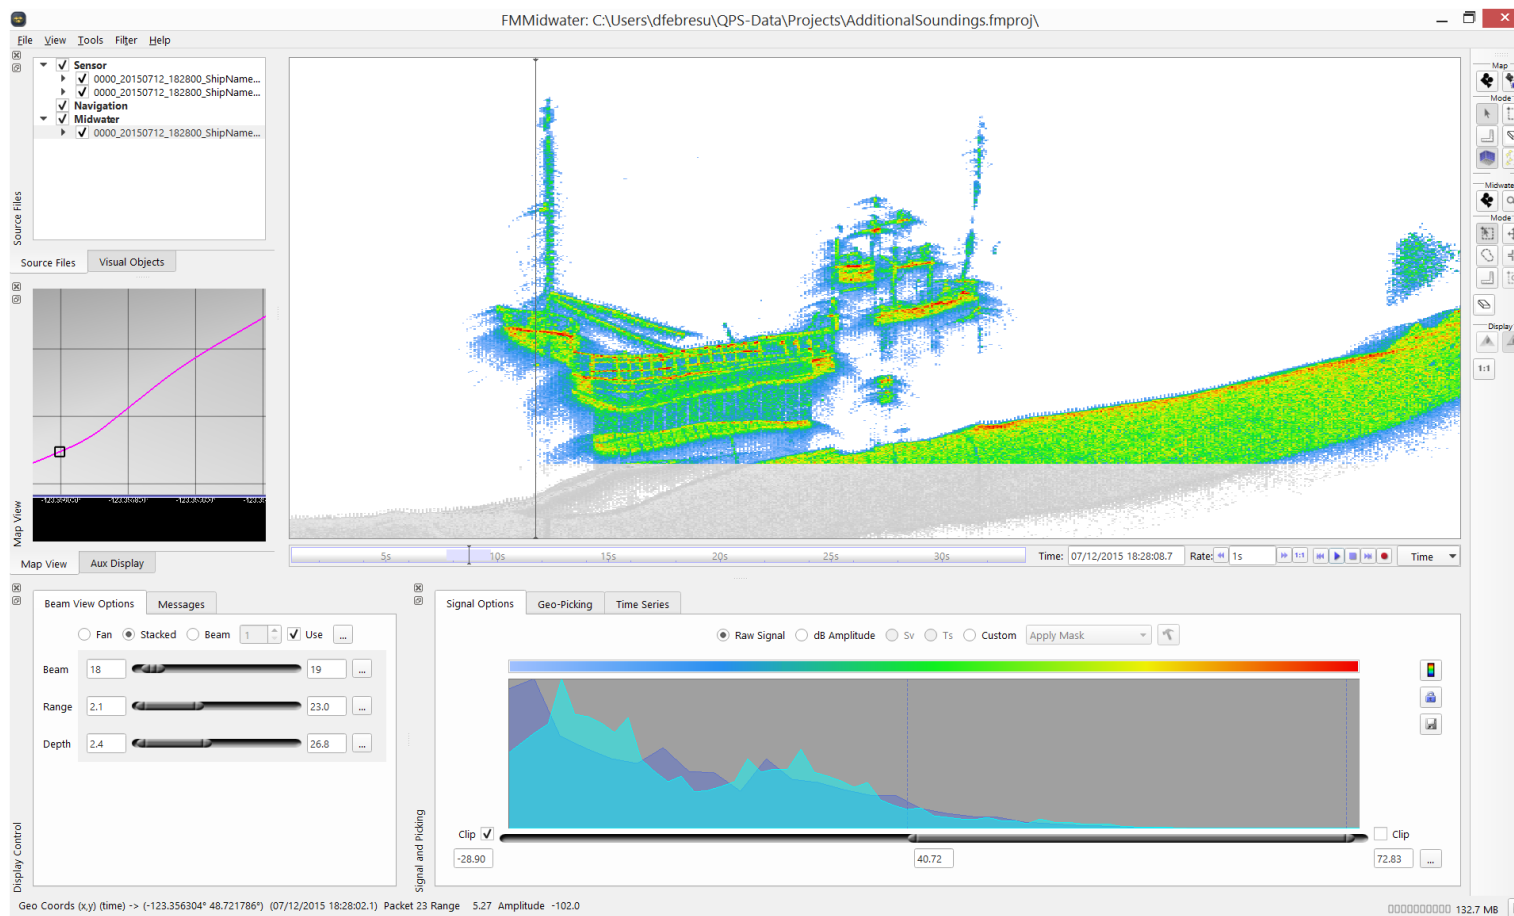 FMMidwater: C:\Users\dfebresu\QPS-Data\Projects\AdditionalSoundings.fmproj\
File View Tools Filter Help
Sensor
0000_20150712_182800_ShipName...
0000_20150712_182800_ShipName...
Navigation
Midwater
0000_20150712_182800_ShipName...
Source Files
Source Files Visual Objects
Map View
Map View Aux Display
5s 10s 15s 20s 25s 30s
Time: 07/12/2015 18:28:08.7 Rate: 1s 1:1 Time
Map
Mode
Midwate
Mode
Display
1:1
Beam View Options Messages
Fan Stacked Beam 1 Use ...
Beam 18 19 ...
Range 2.1 23.0 ...
Depth 2.4 26.8 ...
Display Control
Signal Options Geo-Picking Time Series
Raw Signal dB Amplitude Sv Ts Custom Apply Mask
Clip Clip
-28.90 40.72 72.83 ...
Signal and Picking
Geo Coords (x,y) (time) -> (-123.356304° 48.721786°) (07/12/2015 18:28:02.1) Packet 23 Range 5.27 Amplitude -102.0
132.7 MB